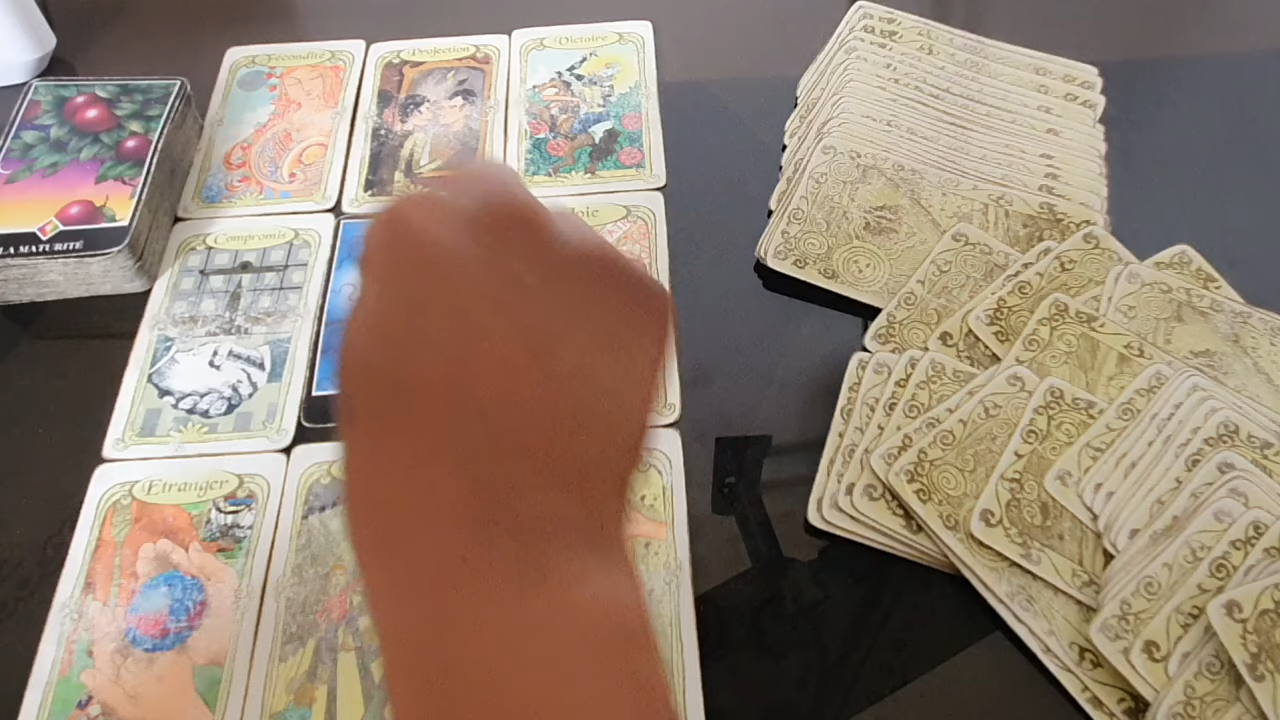 Fécondité
Projection
Victoire
LA MATURITÉ
Compromis
Joie
Etranger